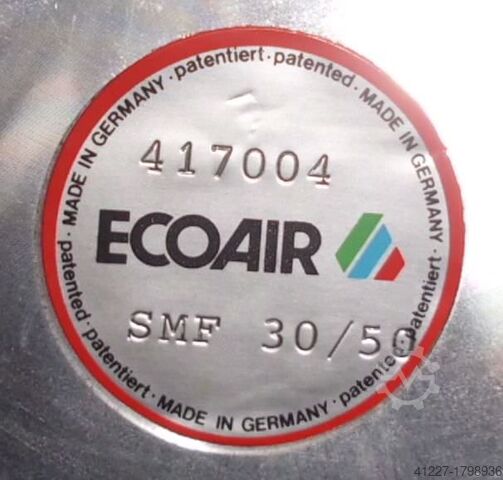 MADE IN GERMANY · patentiert · patented · MADE IN GERMANY · patentiert · patented · MADE IN GERMANY · patentiert · patented ·
417004
ECOAIR
SMF 30/50
41227-1798936